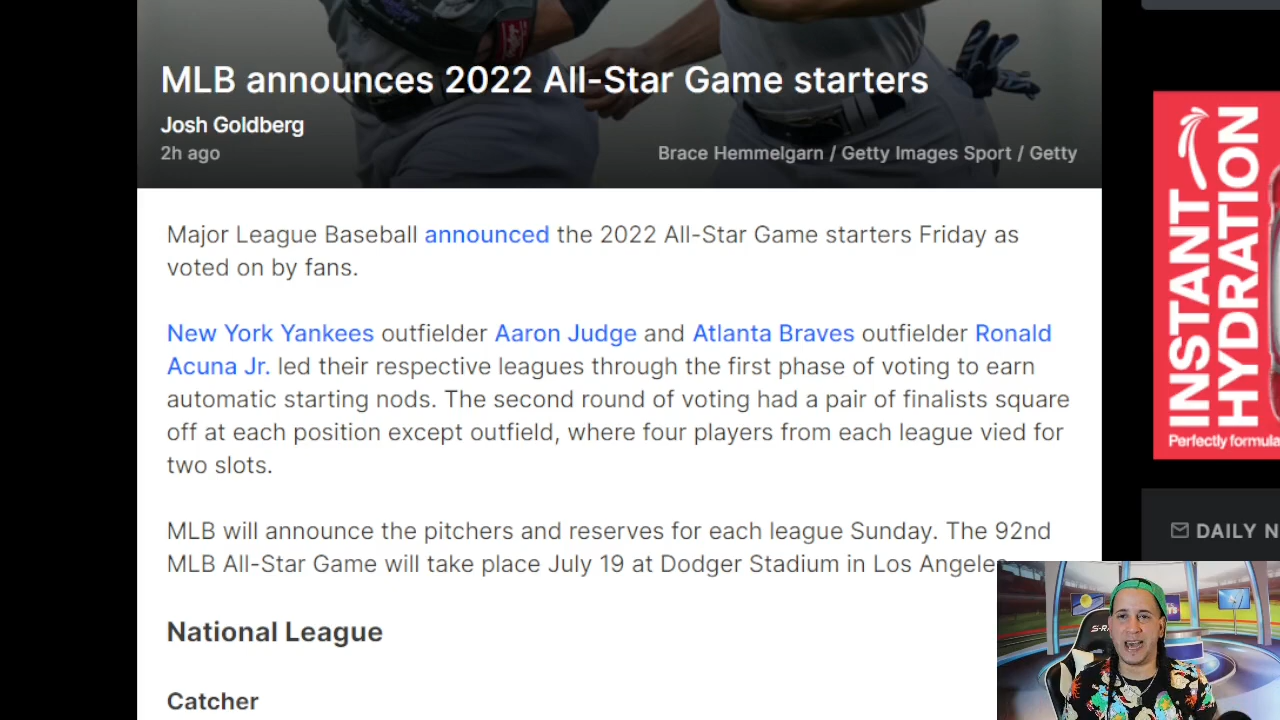 MLB announces 2022 All-Star Game starters
Josh Goldberg
2h ago
Brace Hemmelgarn / Getty Images Sport / Getty
Major League Baseball announced the 2022 All-Star Game starters Friday as
voted on by fans.
New York Yankees outfielder Aaron Judge and Atlanta Braves outfielder Ronald
Acuna Jr. led their respective leagues through the first phase of voting to earn
automatic starting nods. The second round of voting had a pair of finalists square
off at each position except outfield, where four players from each league vied for
two slots.
MLB will announce the pitchers and reserves for each league Sunday. The 92nd
MLB All-Star Game will take place July 19 at Dodger Stadium in Los Angeles
National League
Catcher
INSTANT
HYDRATION
Perfectly formula
DAILY N